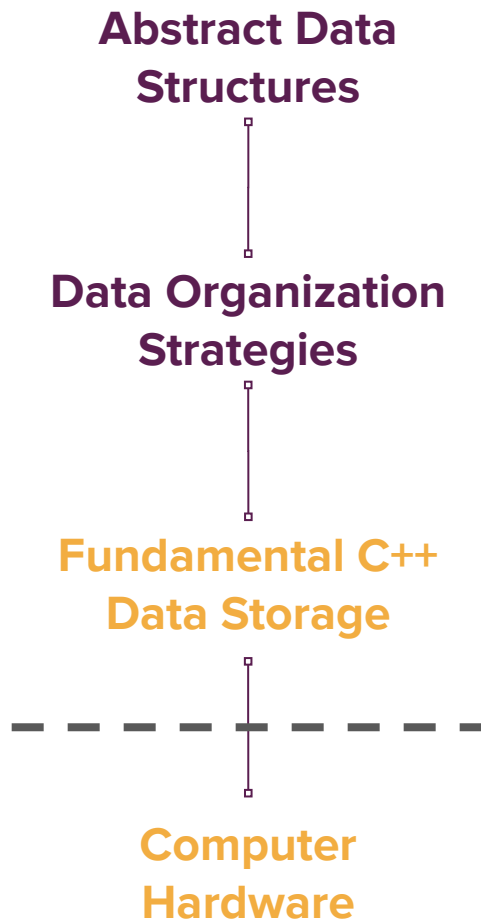 Abstract Data
Structures
Data Organization
Strategies
Fundamental C++
Data Storage
Computer
Hardware